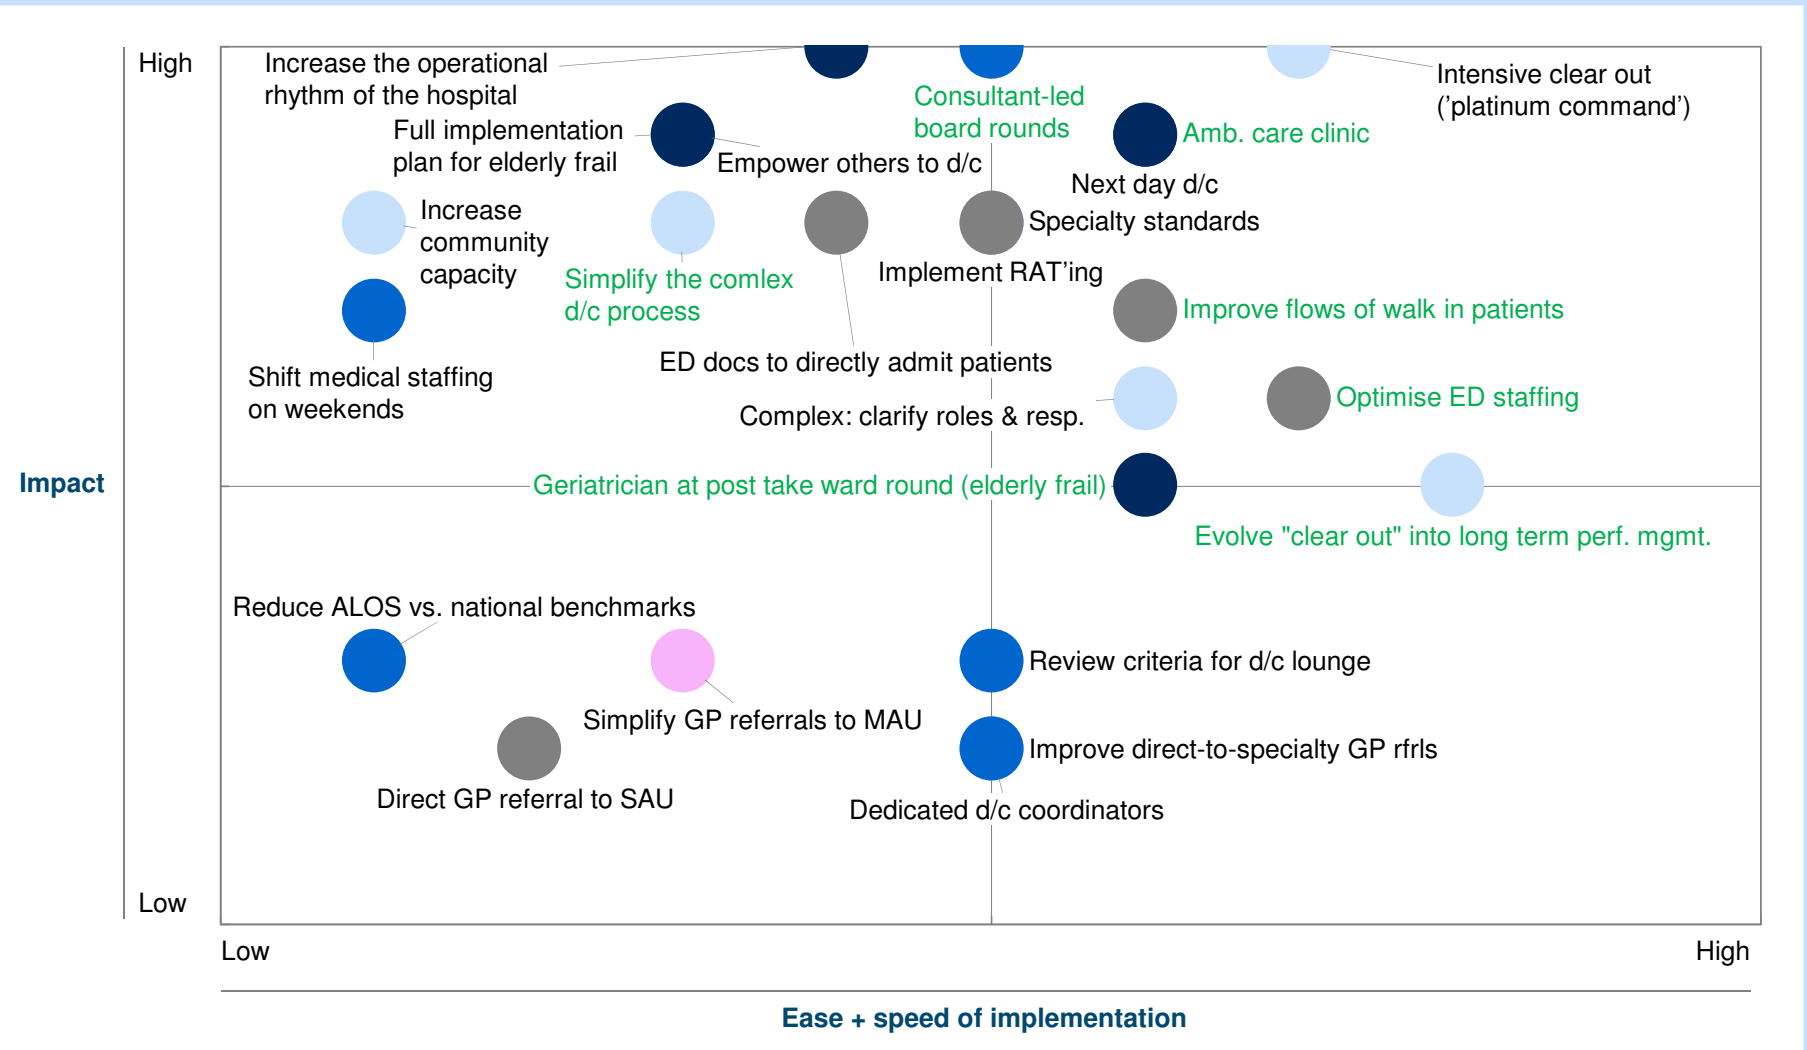 High
Increase the operational
rhythm of the hospital
Intensive clear out
(’platinum command’)
Consultant-led
board rounds
Full implementation
plan for elderly frail
Empower others to d/c
Amb. care clinic
Next day d/c
Increase
community
capacity
Specialty standards
Simplify the comlex
d/c process
Implement RAT’ing
Improve flows of walk in patients
ED docs to directly admit patients
Shift medical staffing
on weekends
Complex: clarify roles & resp.
Optimise ED staffing
Impact
Geriatrician at post take ward round (elderly frail)
Evolve "clear out" into long term perf. mgmt.
Reduce ALOS vs. national benchmarks
Review criteria for d/c lounge
Simplify GP referrals to MAU
Improve direct-to-specialty GP rfrls
Direct GP referral to SAU
Dedicated d/c coordinators
Low
Low
High
Ease + speed of implementation